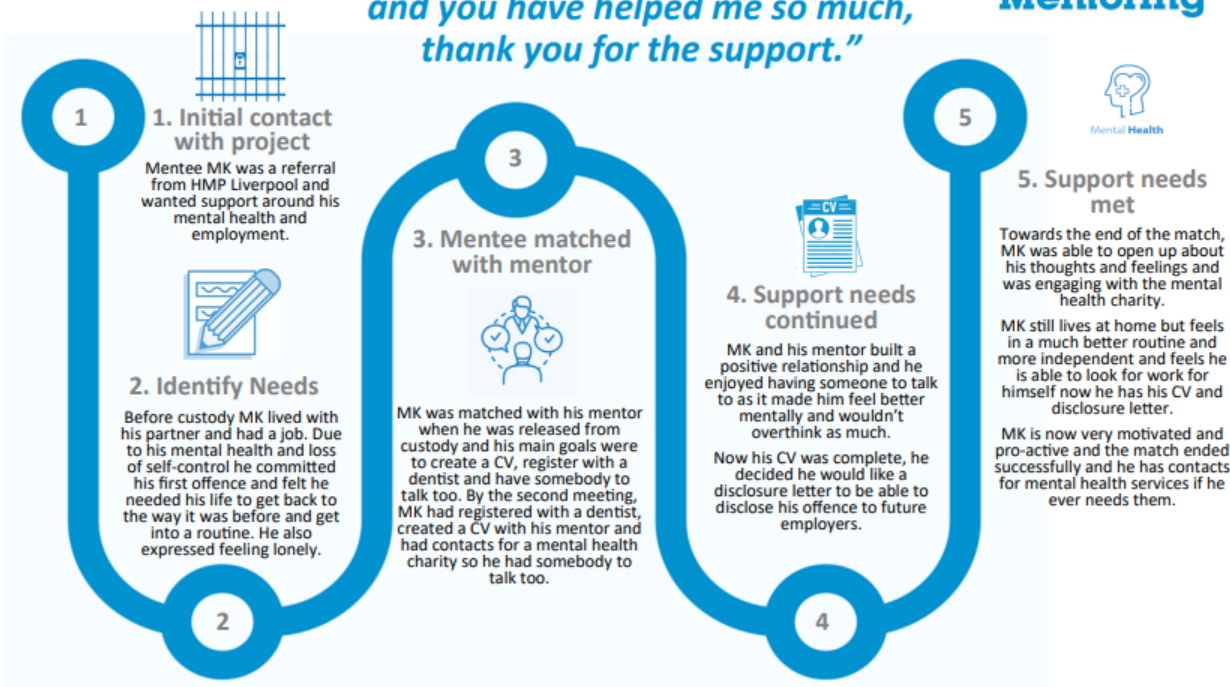 and you have helped me so much,
thank you for the support.”
Mentoring
1
1. Initial contact
with project
Mentee MK was a referral
from HMP Liverpool and
wanted support around his
mental health and
employment.
2. Identify Needs
Before custody MK lived with
his partner and had a job. Due
to his mental health and loss
of self-control he committed
his first offence and felt he
needed his life to get back to
the way it was before and get
into a routine. He also
expressed feeling lonely.
2
3
3. Mentee matched
with mentor
MK was matched with his mentor
when he was released from
custody and his main goals were
to create a CV, register with a
dentist and have somebody to
talk too. By the second meeting,
MK had registered with a dentist,
created a CV with his mentor and
had contacts for a mental health
charity so he had somebody to
talk too.
CV
4. Support needs
continued
MK and his mentor built a
positive relationship and he
enjoyed having someone to talk
to as it made him feel better
mentally and wouldn’t
overthink as much.
Now his CV was complete, he
decided he would like a
disclosure letter to be able to
disclose his offence to future
employers.
4
5
Mental Health
5. Support needs
met
Towards the end of the match,
MK was able to open up about
his thoughts and feelings and
was engaging with the mental
health charity.
MK still lives at home but feels
in a much better routine and
more independent and feels he
is able to look for work for
himself now he has his CV and
disclosure letter.
MK is now very motivated and
pro-active and the match ended
successfully and he has contacts
for mental health services if he
ever needs them.